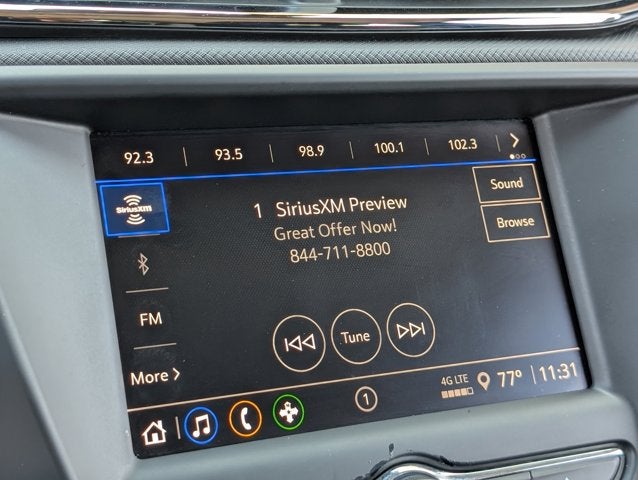 92.3 93.5 98.9 100.1 102.3
SiriusXM
1 SiriusXM Preview
Great Offer Now!
844-711-8800
Sound
Browse
FM
Tune
More
1
4G LTE
77° 11:31